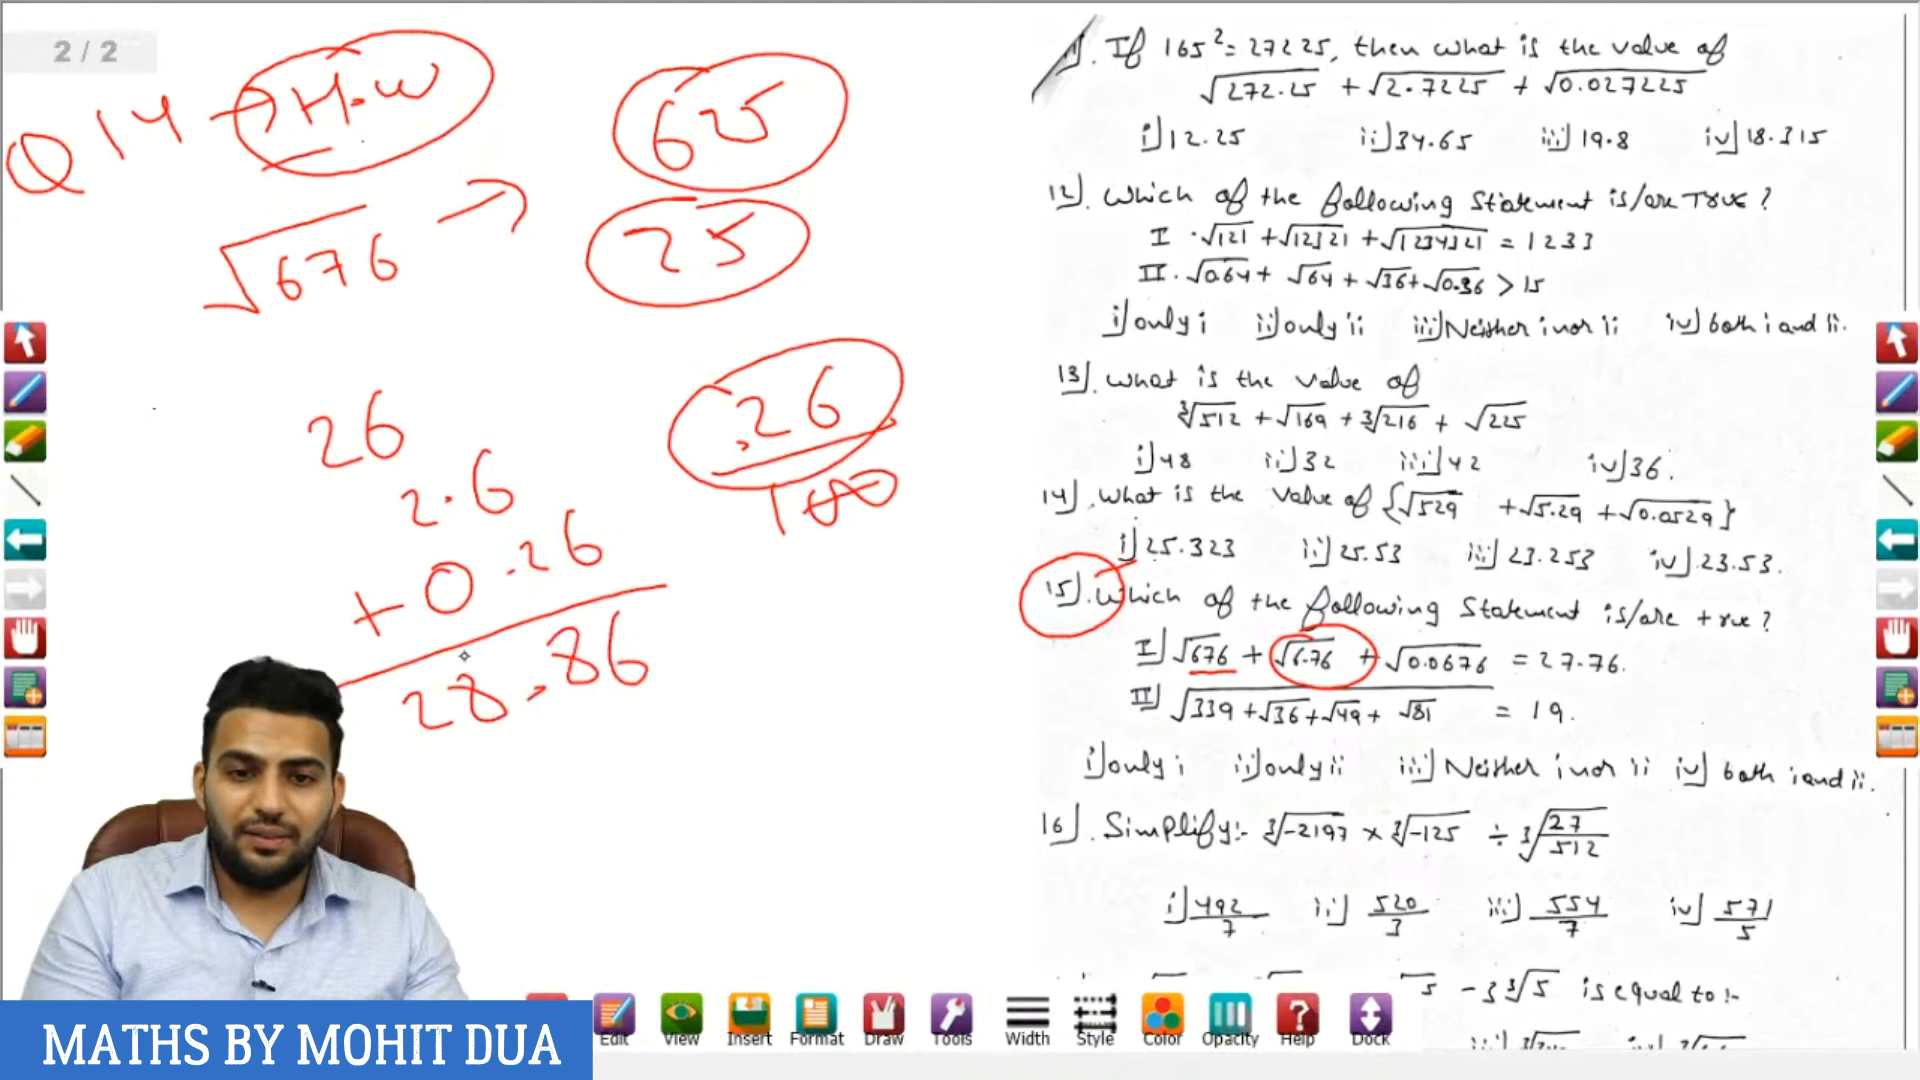 2 / 2
Q 14 → H.W
625
√676 →
25
26
.26
100
2.6
+ 0.26
28.86
11]. If 165² = 27225, then what is the value of
√272.25 + √2.7225 + √0.027225
i] 12.25 ii] 34.65 iii] 19.8 iv] 18.315
12]. Which of the following Statement is/are True?
I. √121 + √12321 + √1234321 = 1233
II. √0.64 + √64 + √36 + √0.36 > 15
i] only i ii] only ii iii] Neither i nor ii iv] both i and ii.
13]. What is the value of
∛512 + √169 + ∛216 + √225
i] 48 ii] 32 iii] 42 iv] 36.
14]. What is the value of {√529 + √5.29 + √0.0529}
i] 25.323 ii] 25.53 iii] 23.253 iv] 23.53.
15]. Which of the following Statement is/are true?
I] √676 + √6.76 + √0.0676 = 27.76.
II] √(339 + √36 + √49 + √81) = 19.
i] only i ii] only ii iii] Neither i nor ii iv] both i and ii.
16]. Simplify:- ∛-2197 × ∛-125 ÷ ∛(27/512)
i] 492/7 ii] 520/3 iii] 554/7 iv] 571/5
- 3∛5 is equal to :-
Edit View Insert Format Draw Tools Width Style Color Opacity Help Dock
MATHS BY MOHIT DUA